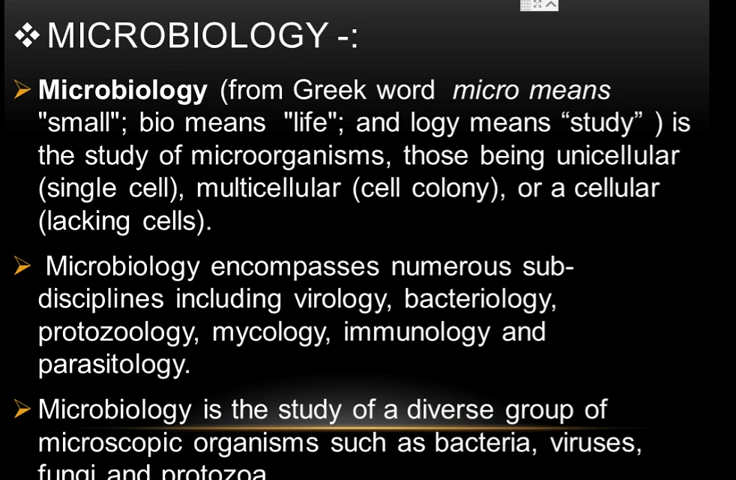 ❖ MICROBIOLOGY -:
➢ Microbiology (from Greek word micro means
"small"; bio means "life"; and logy means “study” ) is
the study of microorganisms, those being unicellular
(single cell), multicellular (cell colony), or a cellular
(lacking cells).
➢ Microbiology encompasses numerous sub-
disciplines including virology, bacteriology,
protozoology, mycology, immunology and
parasitology.
➢ Microbiology is the study of a diverse group of
microscopic organisms such as bacteria, viruses,
fungi and protozoa